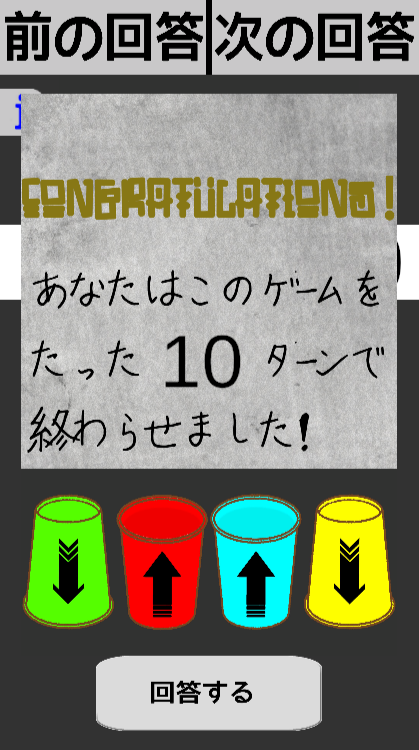 前の回答
次の回答
CONGRATULATIONS!
あなたはこのゲームを
たった 10 ターンで
終わらせました!
回答する